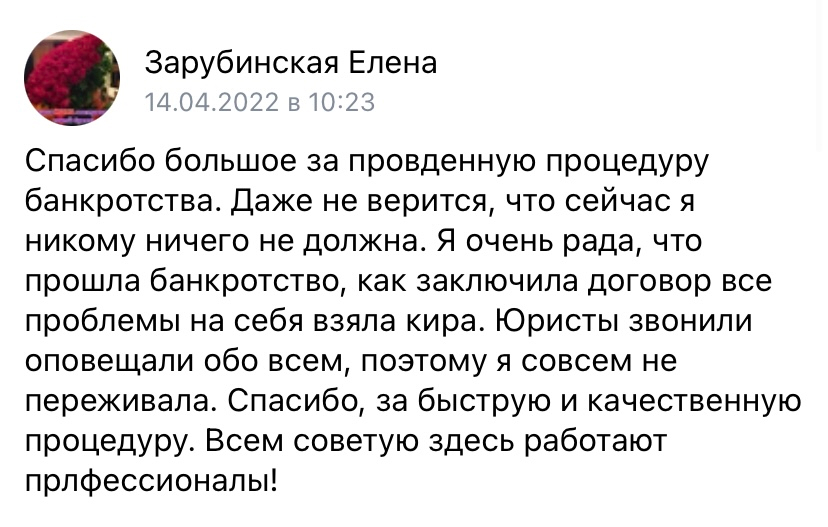 Зарубинская Елена
14.04.2022 в 10:23
Спасибо большое за провденную процедуру
банкротства. Даже не верится, что сейчас я
никому ничего не должна. Я очень рада, что
прошла банкротство, как заключила договор все
проблемы на себя взяла кира. Юристы звонили
оповещали обо всем, поэтому я совсем не
переживала. Спасибо, за быструю и качественную
процедуру. Всем советую здесь работают
прлфессионалы!